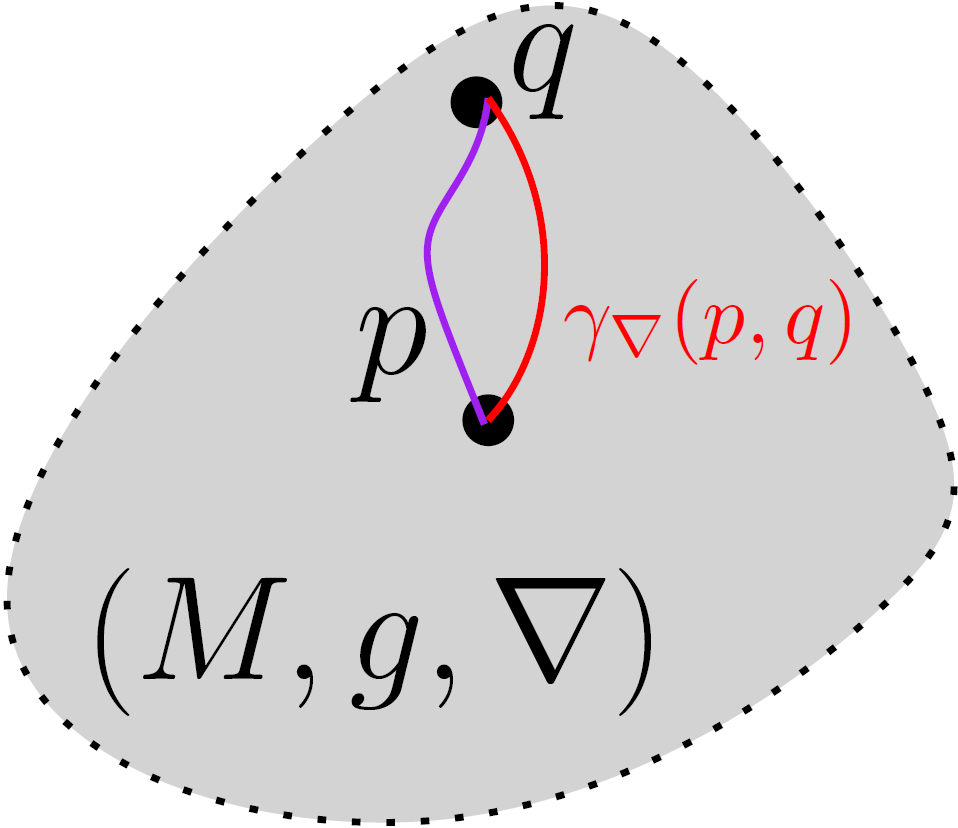 q
p
γ∇(p, q)
(M, g, ∇)